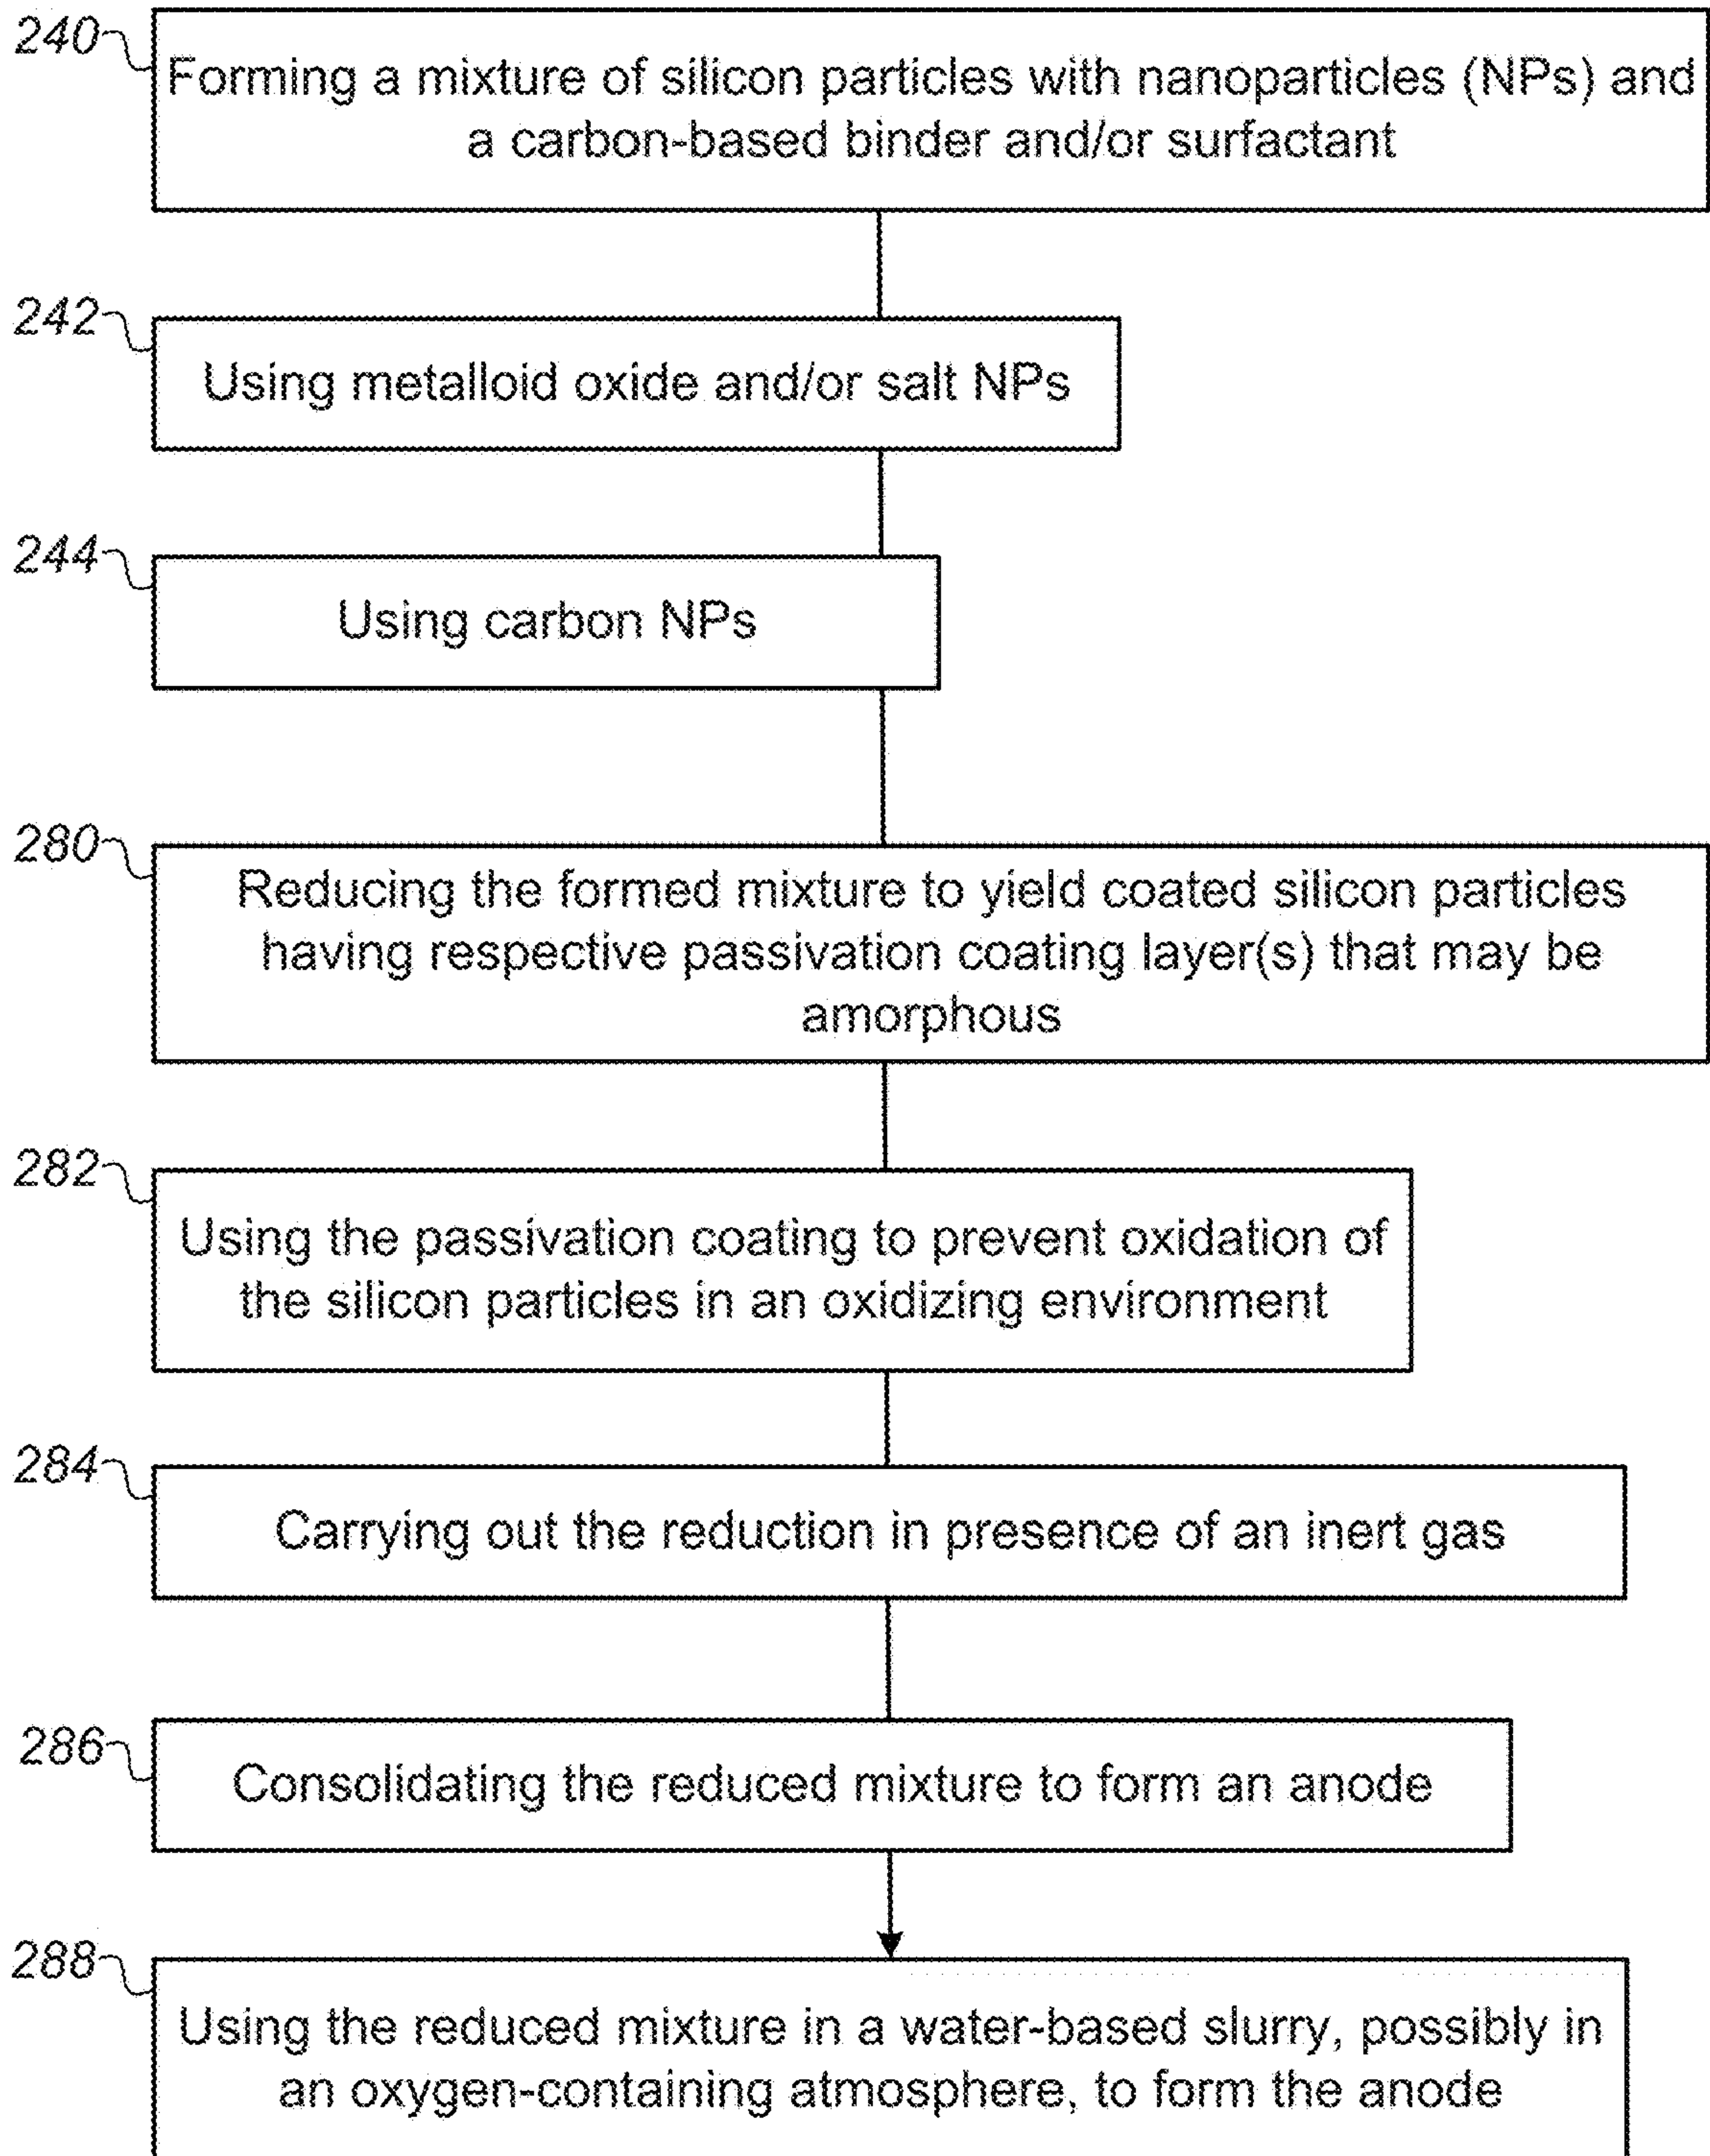 240
Forming a mixture of silicon particles with nanoparticles (NPs) and
a carbon-based binder and/or surfactant
242
Using metalloid oxide and/or salt NPs
244
Using carbon NPs
280
Reducing the formed mixture to yield coated silicon particles
having respective passivation coating layer(s) that may be
amorphous
282
Using the passivation coating to prevent oxidation of
the silicon particles in an oxidizing environment
284
Carrying out the reduction in presence of an inert gas
286
Consolidating the reduced mixture to form an anode
288
Using the reduced mixture in a water-based slurry, possibly in
an oxygen-containing atmosphere, to form the anode